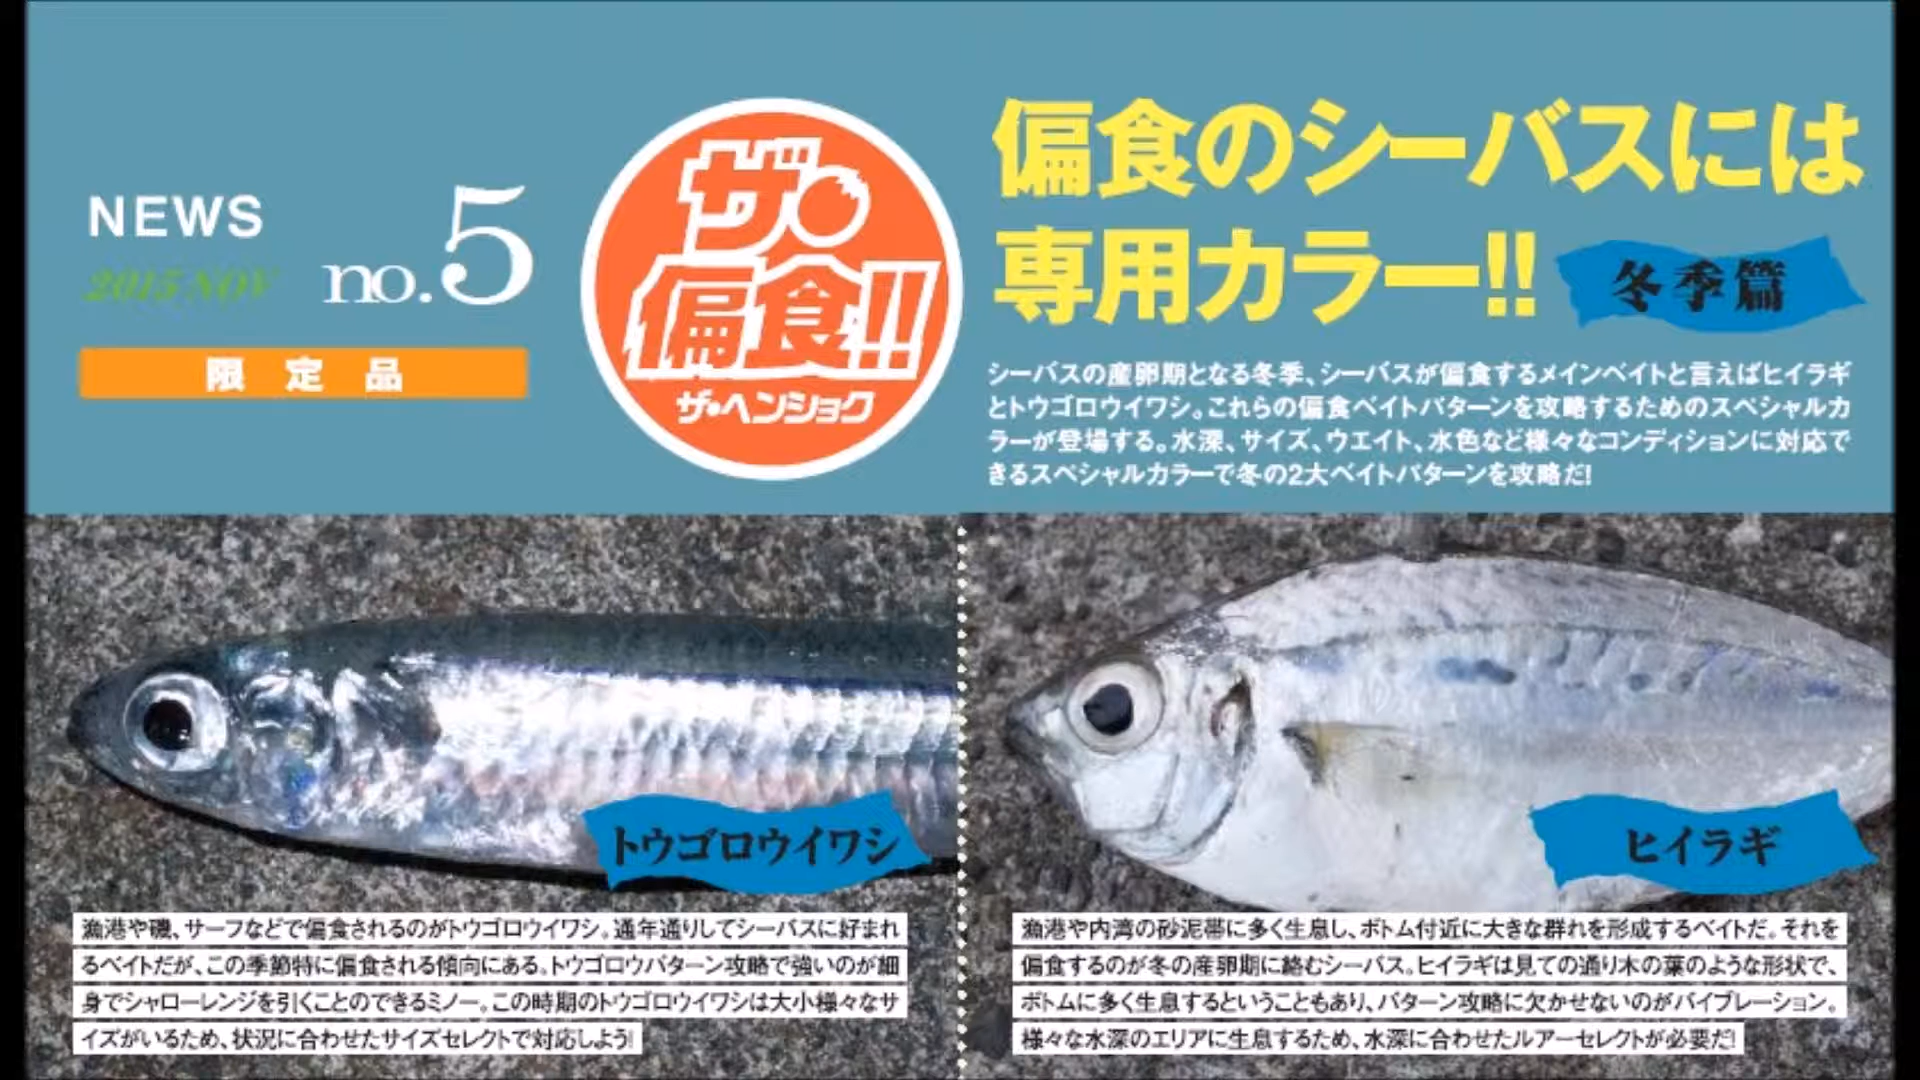 NEWS
2015 NOV
no.5
限定品
ザ・
偏食!!
ザ・ヘンショク
偏食のシーバスには
専用カラー!!
冬季篇
シーバスの産卵期となる冬季、シーバスが偏食するメインベイトと言えばヒイラギ
とトウゴロウイワシ。これらの偏食ベイトパターンを攻略するためのスペシャルカ
ラーが登場する。水深、サイズ、ウエイト、水色など様々なコンディションに対応で
きるスペシャルカラーで冬の2大ベイトパターンを攻略だ!
トウゴロウイワシ
漁港や磯、サーフなどで偏食されるのがトウゴロウイワシ。通年通りしてシーバスに好まれ
るベイトだが、この季節特に偏食される傾向にある。トウゴロウパターン攻略で強いのが細
身でシャローレンジを引くことのできるミノー。この時期のトウゴロウイワシは大小様々なサ
イズがいるため、状況に合わせたサイズセレクトで対応しよう!
ヒイラギ
漁港や内湾の砂泥帯に多く生息し、ボトム付近に大きな群れを形成するベイトだ。それを
偏食するのが冬の産卵期に絡むシーバス。ヒイラギは見ての通り木の葉のような形状で、
ボトムに多く生息するということもあり、パターン攻略に欠かせないのがバイブレーション。
様々な水深のエリアに生息するため、水深に合わせたルアーセレクトが必要だ!